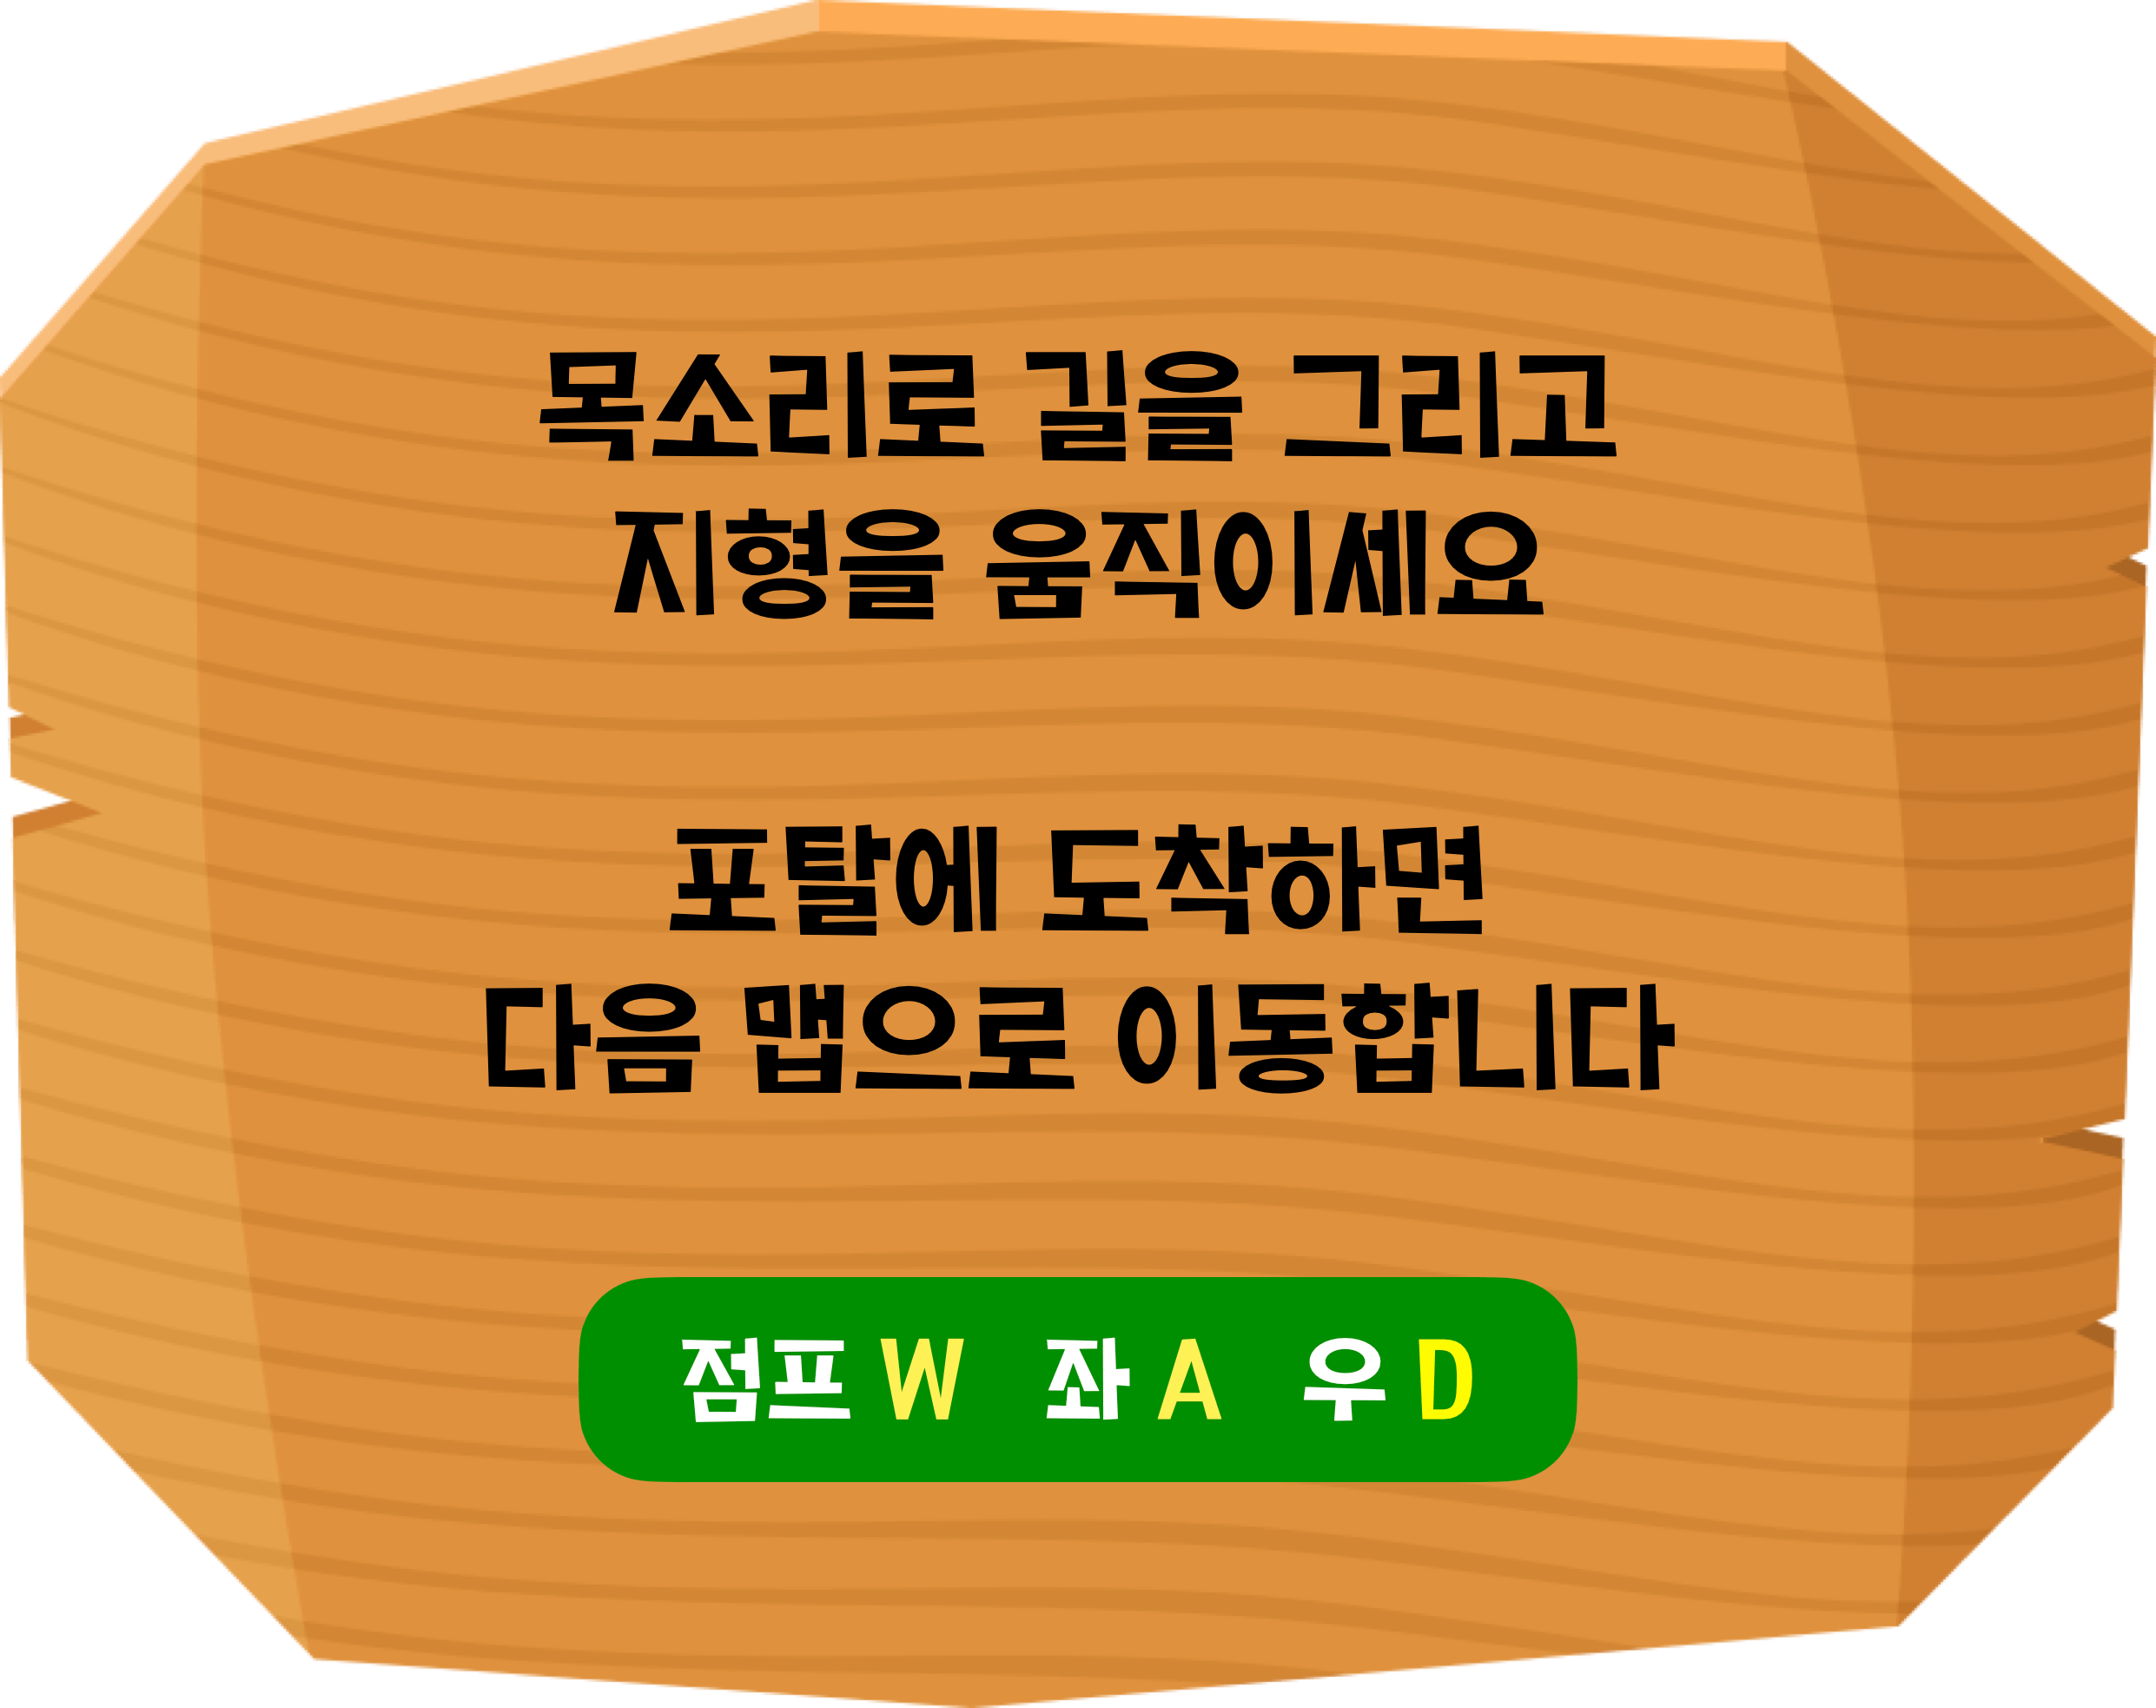 목소리로 길을 그리고
지형을 움직이세요
포탈에 도착하면
다음 맵으로 이동합니다
점프 W 좌 A 우 D